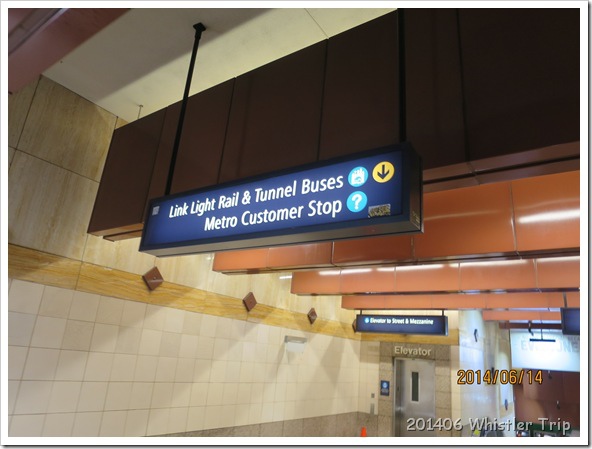 Link Light Rail & Tunnel Buses
Metro Customer Stop ?
Elevator to Street & Mezzanine
Elevator
2014/06/14
201406 Whistler Trip